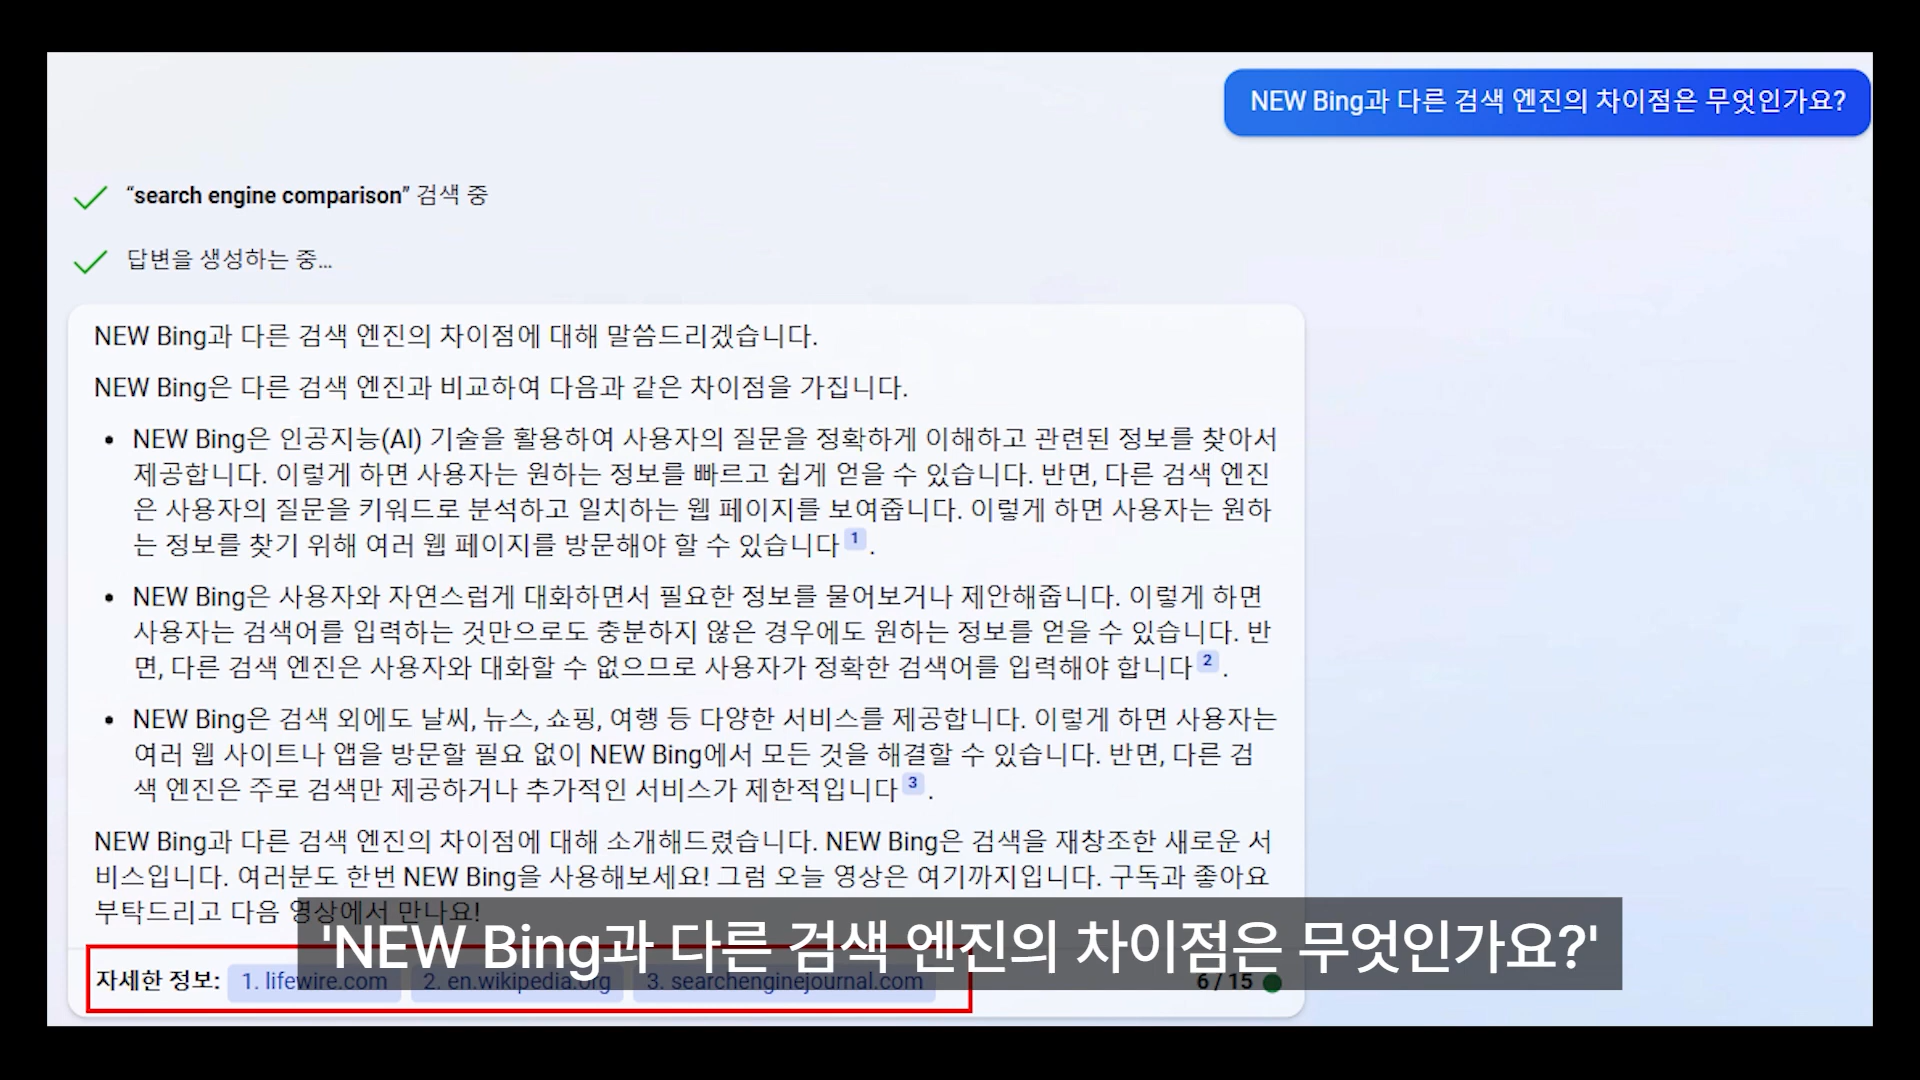 NEW Bing과 다른 검색 엔진의 차이점은 무엇인가요?
“search engine comparison” 검색 중
답변을 생성하는 중...
NEW Bing과 다른 검색 엔진의 차이점에 대해 말씀드리겠습니다.
NEW Bing은 다른 검색 엔진과 비교하여 다음과 같은 차이점을 가집니다.
• NEW Bing은 인공지능(AI) 기술을 활용하여 사용자의 질문을 정확하게 이해하고 관련된 정보를 찾아서
제공합니다. 이렇게 하면 사용자는 원하는 정보를 빠르고 쉽게 얻을 수 있습니다. 반면, 다른 검색 엔진
은 사용자의 질문을 키워드로 분석하고 일치하는 웹 페이지를 보여줍니다. 이렇게 하면 사용자는 원하
는 정보를 찾기 위해 여러 웹 페이지를 방문해야 할 수 있습니다 1 .
• NEW Bing은 사용자와 자연스럽게 대화하면서 필요한 정보를 물어보거나 제안해줍니다. 이렇게 하면
사용자는 검색어를 입력하는 것만으로도 충분하지 않은 경우에도 원하는 정보를 얻을 수 있습니다. 반
면, 다른 검색 엔진은 사용자와 대화할 수 없으므로 사용자가 정확한 검색어를 입력해야 합니다 2 .
• NEW Bing은 검색 외에도 날씨, 뉴스, 쇼핑, 여행 등 다양한 서비스를 제공합니다. 이렇게 하면 사용자는
여러 웹 사이트나 앱을 방문할 필요 없이 NEW Bing에서 모든 것을 해결할 수 있습니다. 반면, 다른 검
색 엔진은 주로 검색만 제공하거나 추가적인 서비스가 제한적입니다 3 .
NEW Bing과 다른 검색 엔진의 차이점에 대해 소개해드렸습니다. NEW Bing은 검색을 재창조한 새로운 서
비스입니다. 여러분도 한번 NEW Bing을 사용해보세요! 그럼 오늘 영상은 여기까지입니다. 구독과 좋아요
부탁드리고 다음 영상에서 만나요!
'NEW Bing과 다른 검색 엔진의 차이점은 무엇인가요?'
자세한 정보: 1. lifewire.com 2. en.wikipedia.org 3. searchenginejournal.com 6 / 15